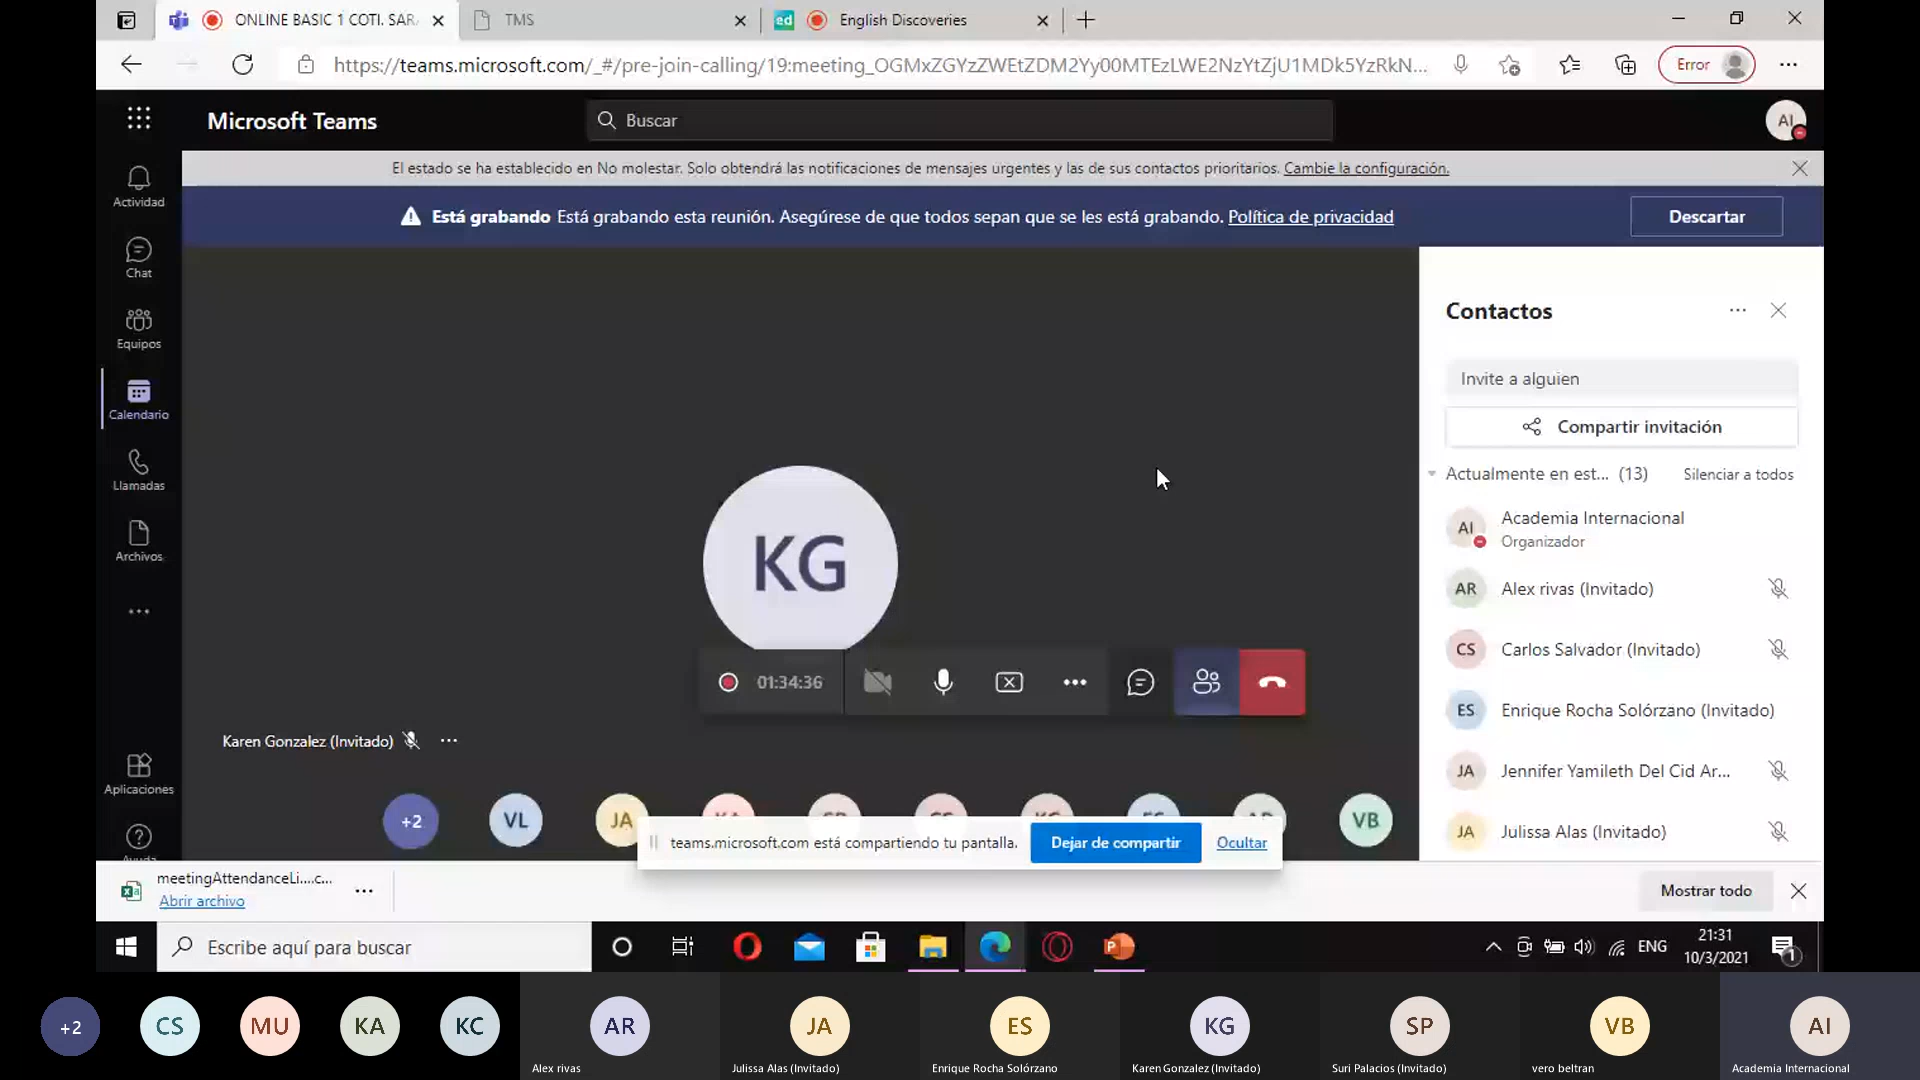 ONLINE BASIC 1 COTI. SARA
TMS
ed
English Discoveries
https://teams.microsoft.com/_#/pre-join-calling/19:meeting_OGMxZGYzZWEtZDM2Yy00MTEzLWE2NzYtZjU1MDk5YzRkN...
Error
Microsoft Teams
Buscar
AI
El estado se ha establecido en No molestar. Solo obtendrá las notificaciones de mensajes urgentes y las de sus contactos prioritarios. Cambie la configuración.
Está grabando Está grabando esta reunión. Asegúrese de que todos sepan que se les está grabando. Política de privacidad
Descartar
Actividad
Chat
Equipos
Calendario
Llamadas
Archivos
Aplicaciones
Ayuda
Contactos
Invite a alguien
Compartir invitación
Actualmente en est... (13)
Silenciar a todos
AI
Academia Internacional
Organizador
AR
Alex rivas (Invitado)
CS
Carlos Salvador (Invitado)
ES
Enrique Rocha Solórzano (Invitado)
JA
Jennifer Yamileth Del Cid Ar...
JA
Julissa Alas (Invitado)
KG
01:34:36
Karen Gonzalez (Invitado)
+2
VL
JA
VB
teams.microsoft.com está compartiendo tu pantalla.
Dejar de compartir
Ocultar
meetingAttendanceLi....c...
Abrir archivo
Mostrar todo
Escribe aquí para buscar
ENG
21:31
10/3/2021
1
+2
CS
MU
KA
KC
AR
Alex rivas
JA
Julissa Alas (Invitado)
ES
Enrique Rocha Solórzano
KG
Karen Gonzalez (Invitado)
SP
Suri Palacios (Invitado)
VB
vero beltran
AI
Academia Internacional